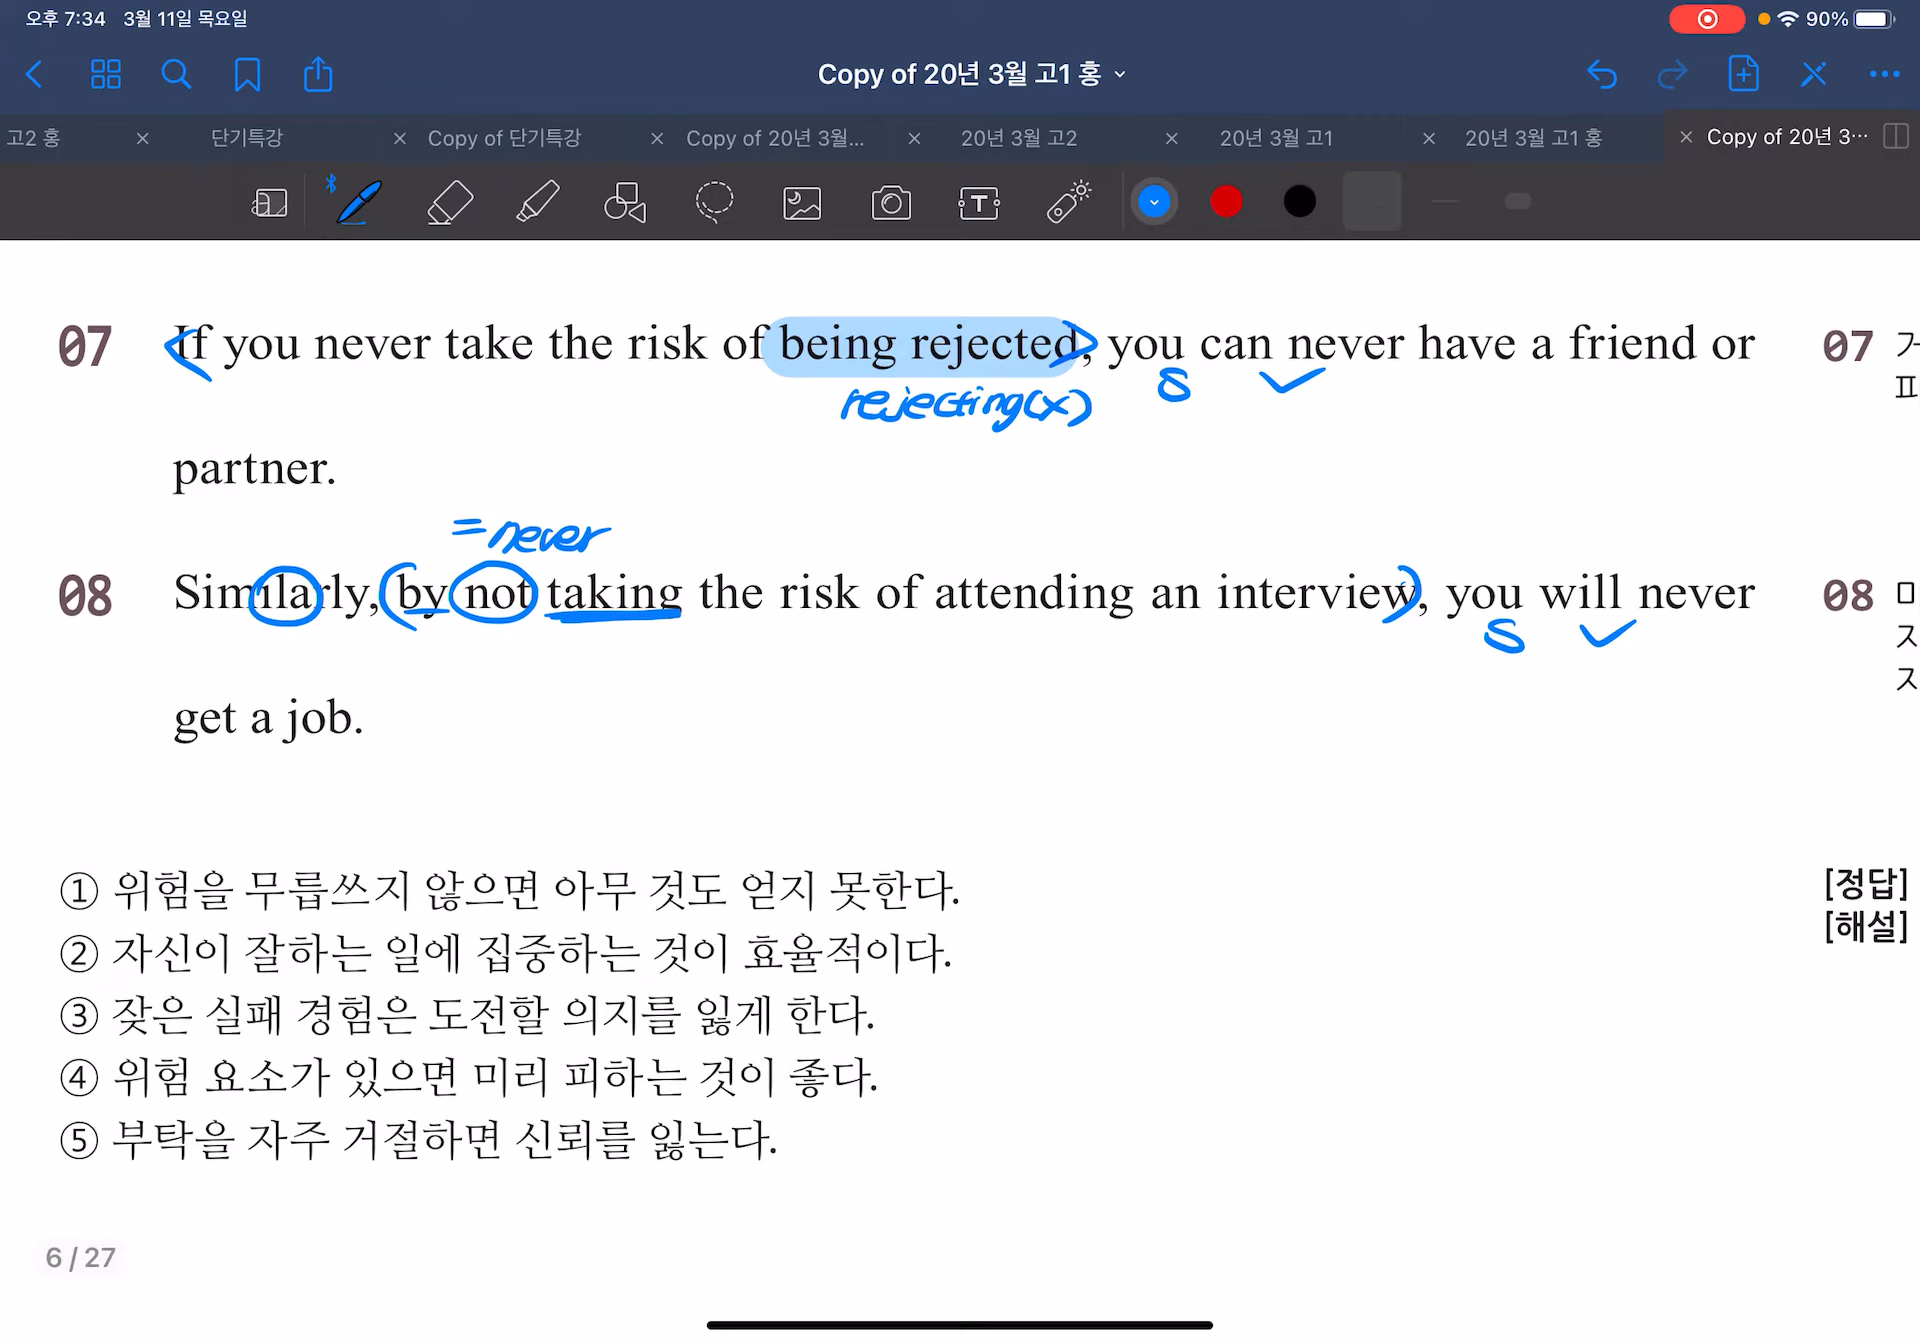 오후 7:34 3월 11일 목요일 90%
Copy of 20년 3월 고1 홍
고2 홍 단기특강 Copy of 단기특강 Copy of 20년 3월... 20년 3월 고2 20년 3월 고1 20년 3월 고1 홍 Copy of 20년 3…
07 If you never take the risk of being rejected, you can never have a friend or 07
rejecting(x) s v
partner.
=never
08 Similarly, by not taking the risk of attending an interview, you will never 08
s v
get a job.
① 위험을 무릅쓰지 않으면 아무 것도 얻지 못한다. [정답]
② 자신이 잘하는 일에 집중하는 것이 효율적이다. [해설]
③ 잦은 실패 경험은 도전할 의지를 잃게 한다.
④ 위험 요소가 있으면 미리 피하는 것이 좋다.
⑤ 부탁을 자주 거절하면 신뢰를 잃는다.
6 / 27